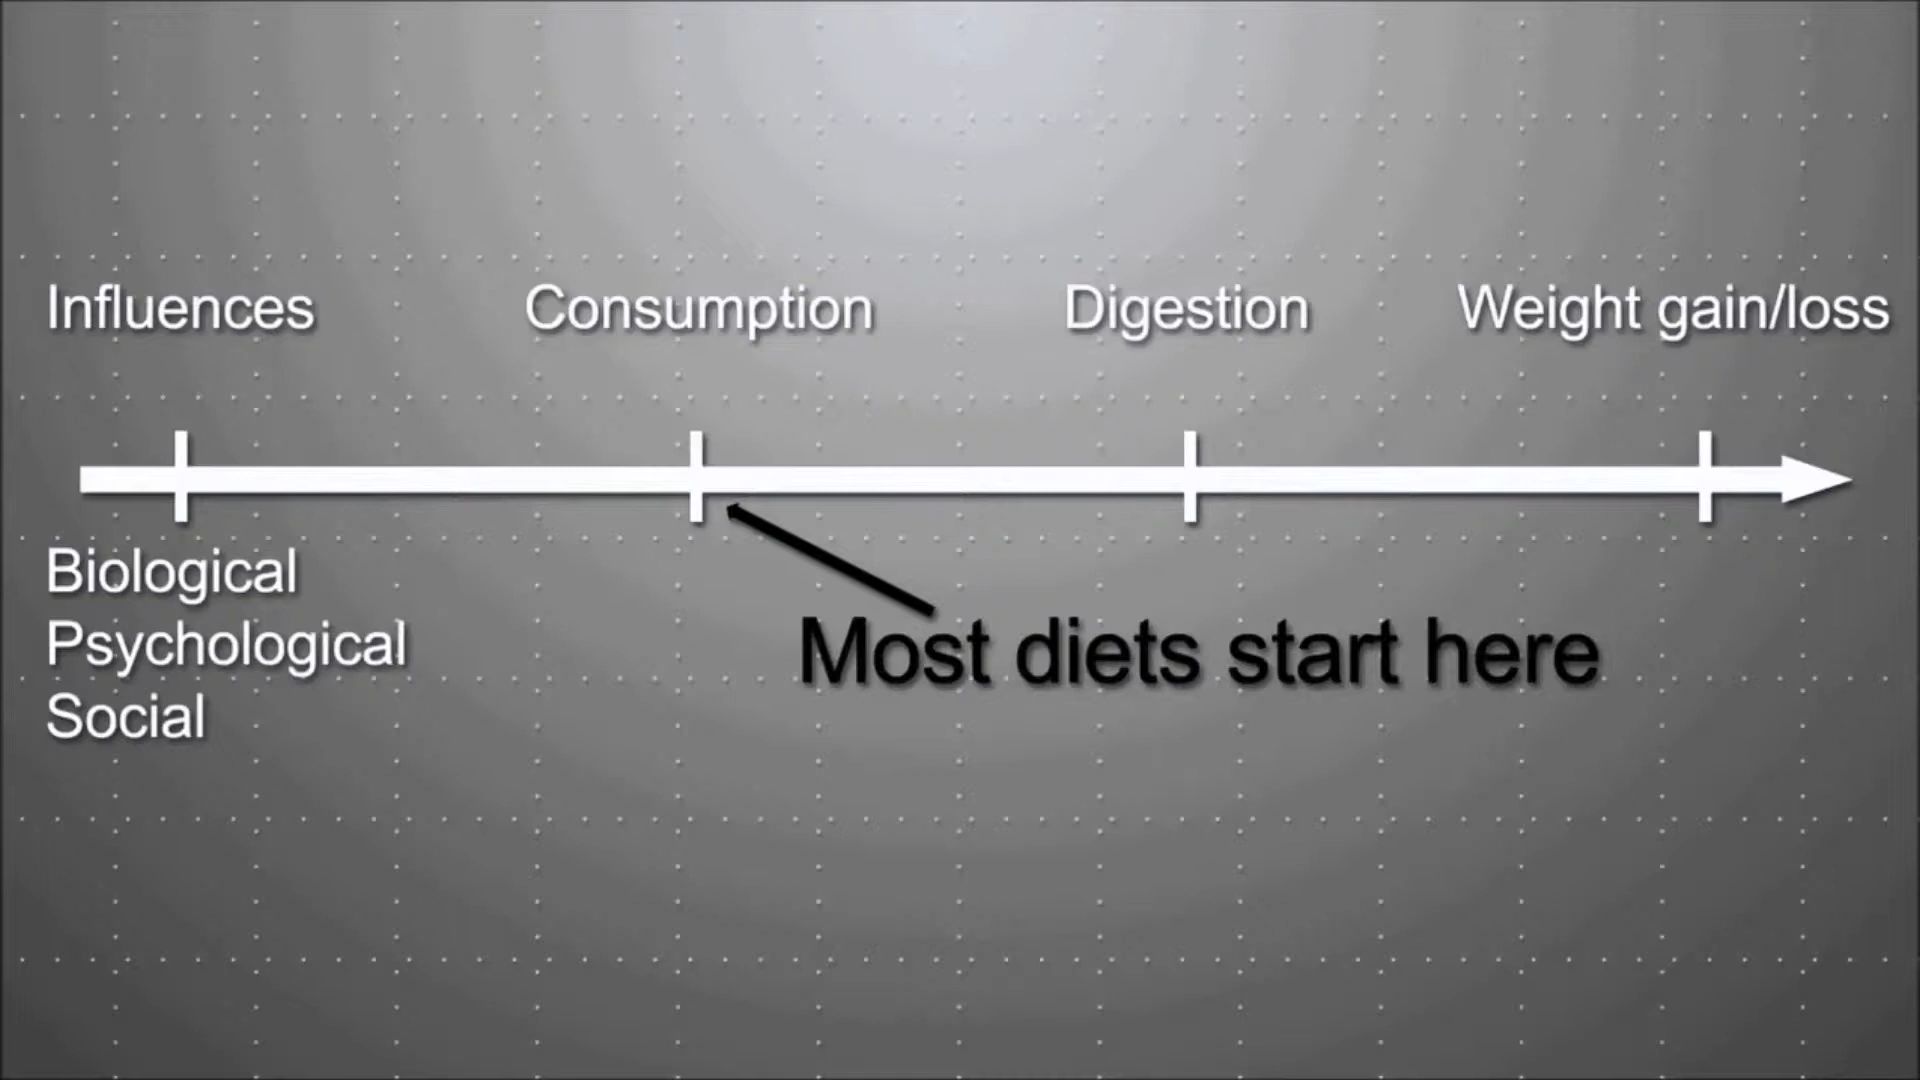 Influences
Consumption
Digestion
Weight gain/loss
Biological
Psychological
Social
Most diets start here